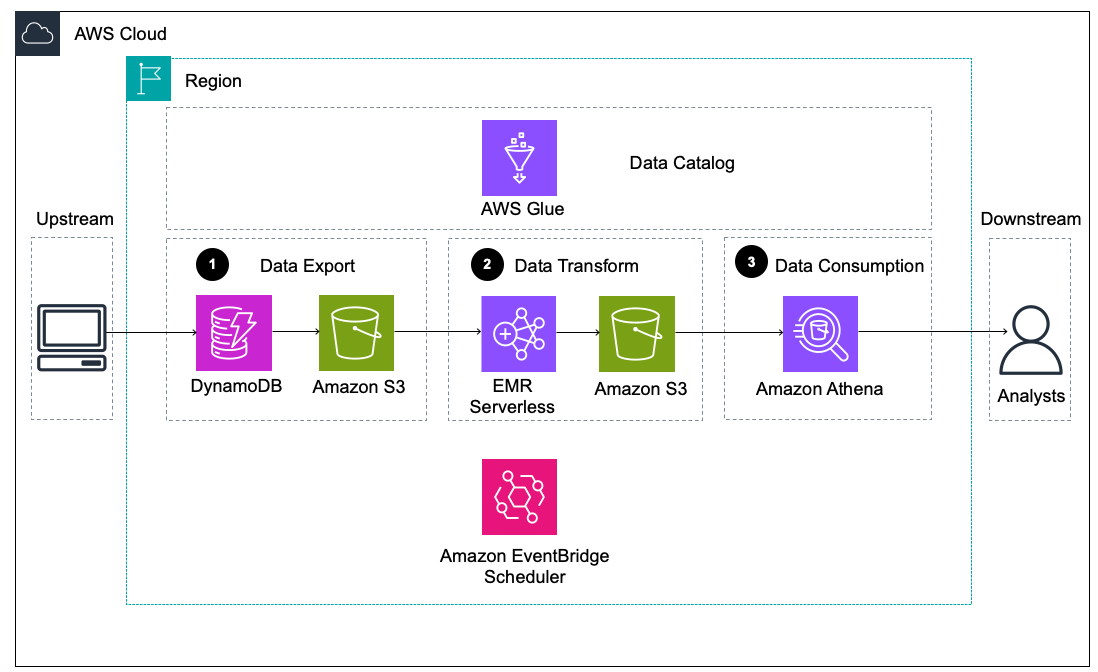 AWS Cloud
Region
Data Catalog
AWS Glue
Upstream
Downstream
1
Data Export
2
Data Transform
3
Data Consumption
DynamoDB
Amazon S3
EMR
Serverless
Amazon S3
Amazon Athena
Analysts
Amazon EventBridge
Scheduler